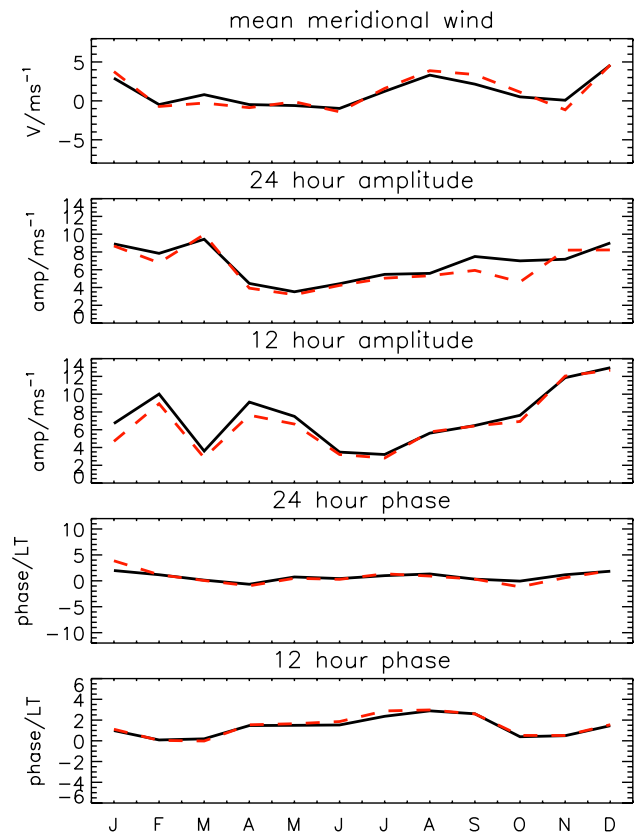 mean meridional wind
V/ms⁻¹
5
0
−5
24 hour amplitude
amp/ms⁻¹
14
12
10
8
6
4
2
0
12 hour amplitude
amp/ms⁻¹
14
12
10
8
6
4
2
0
24 hour phase
phase/LT
10
5
0
−5
−10
12 hour phase
phase/LT
6
4
2
0
−2
−4
−6
J F M A M J J A S O N D